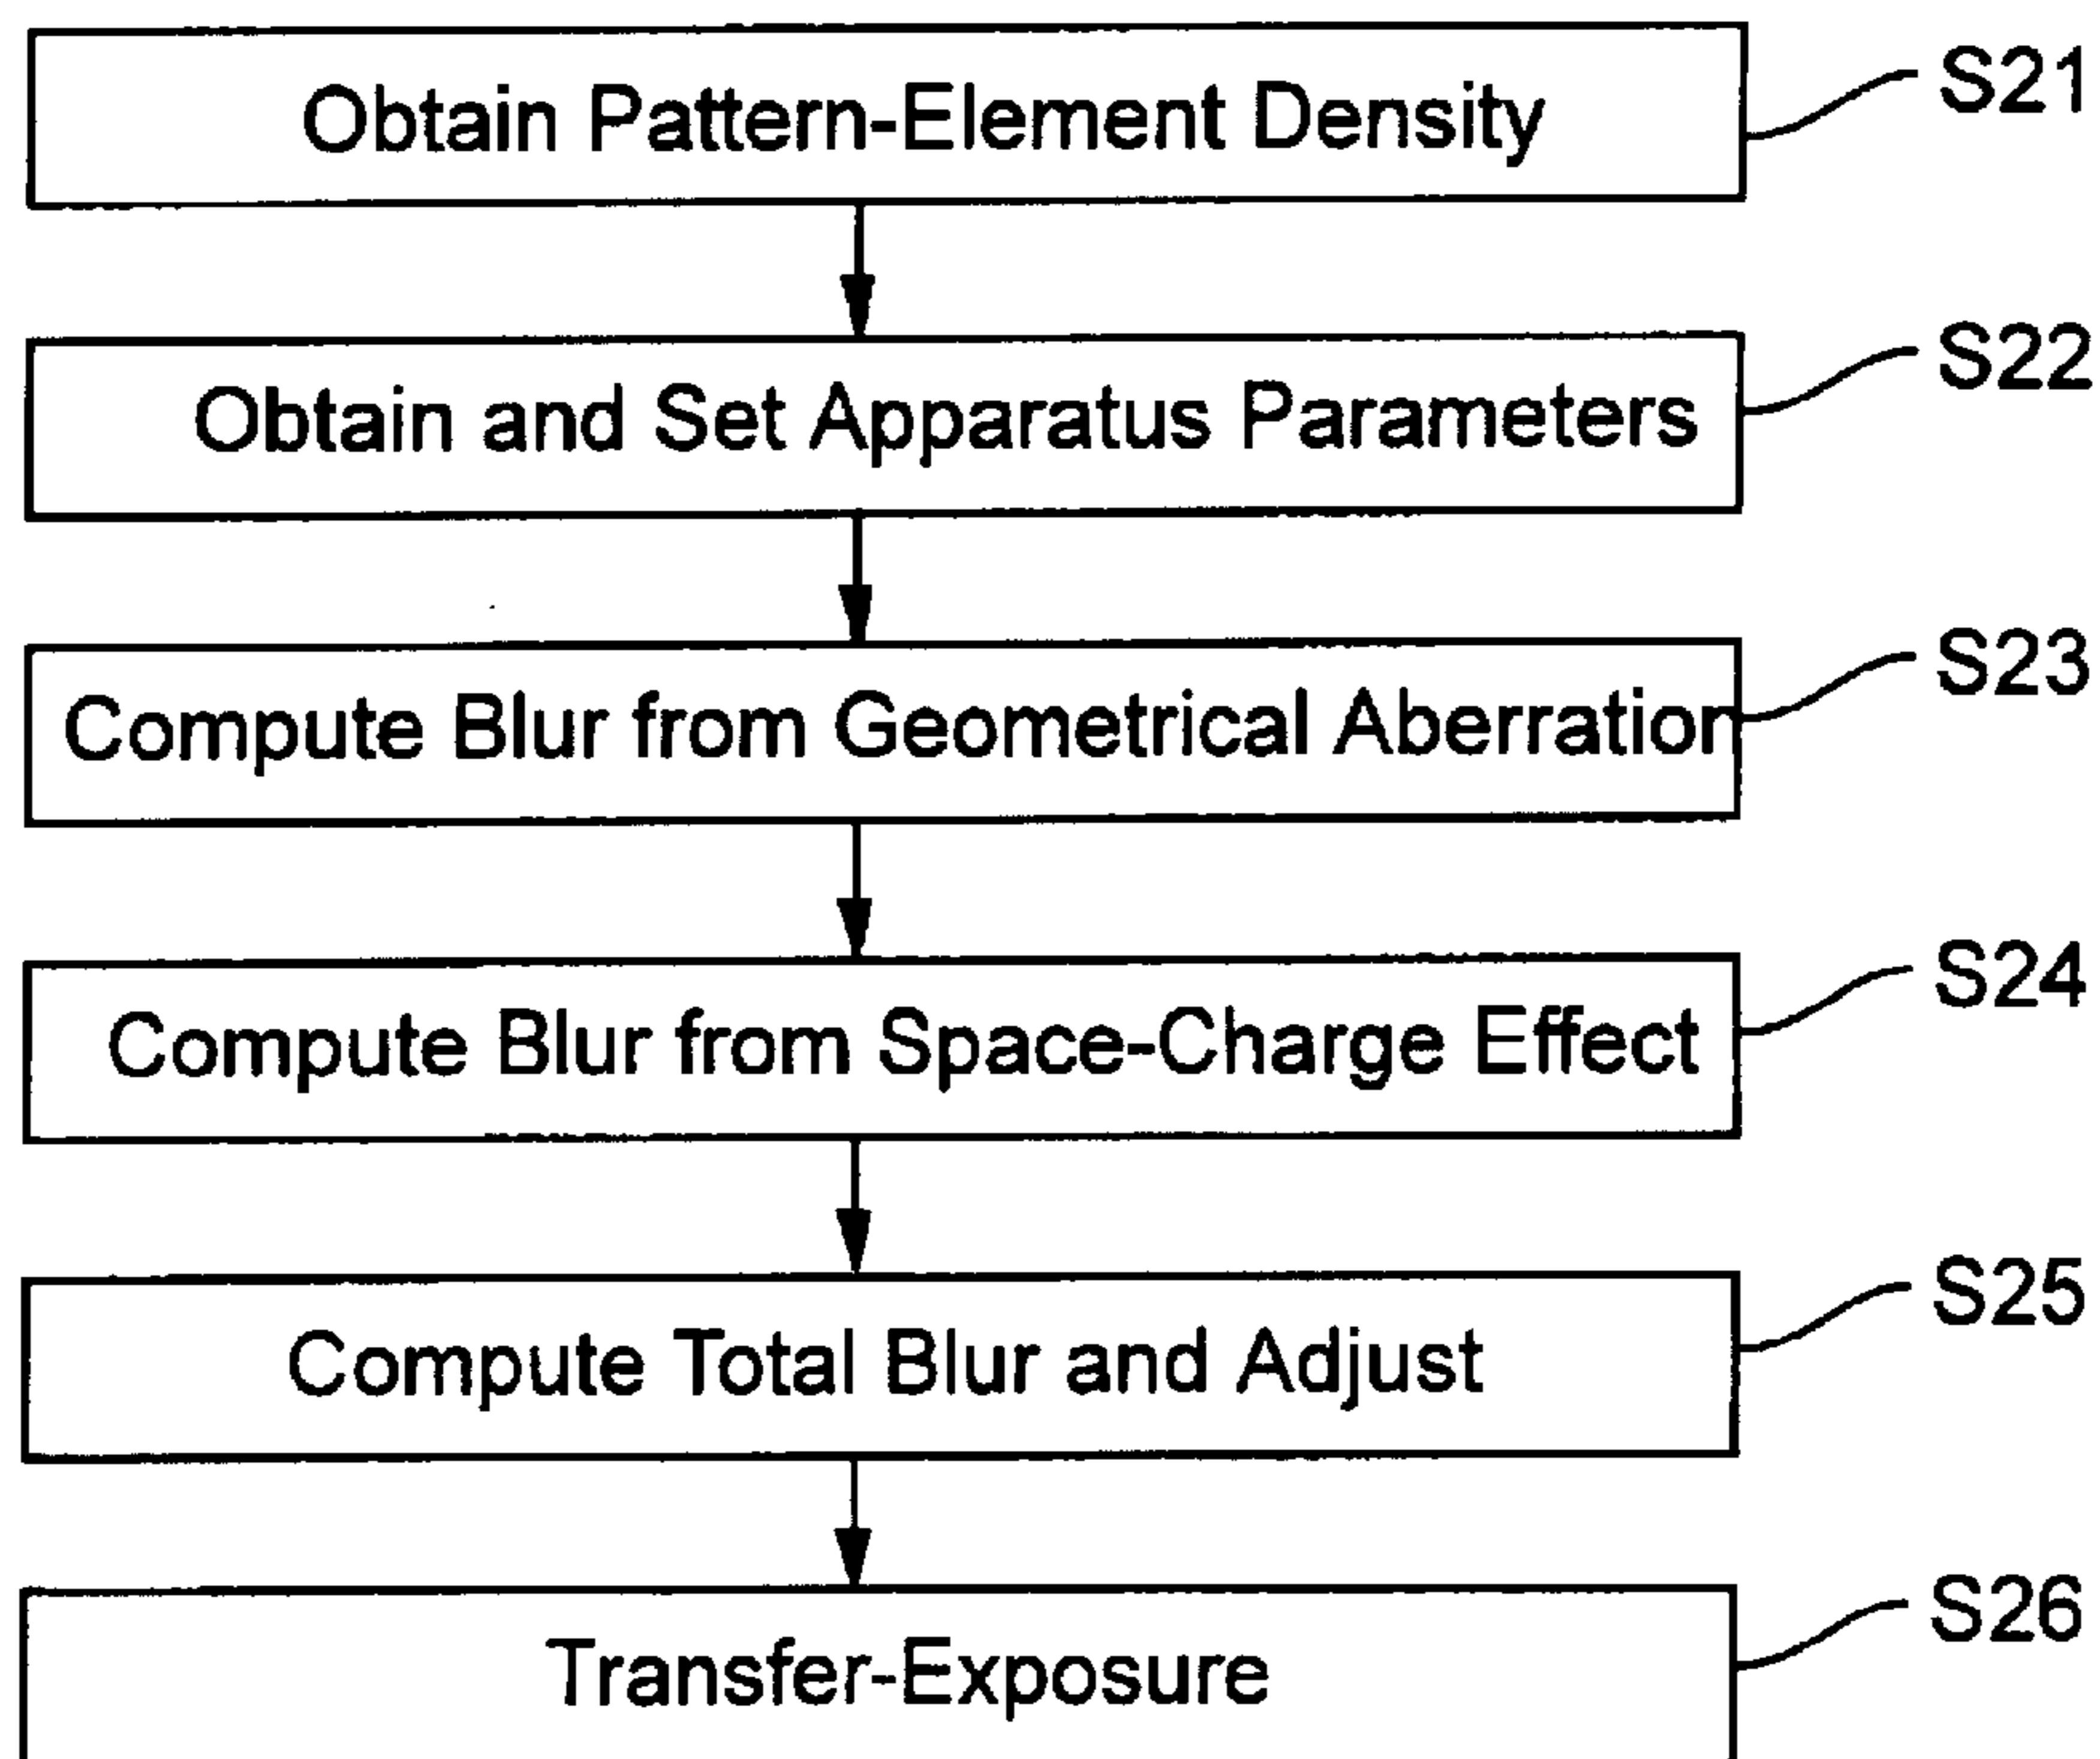 Obtain Pattern-Element Density
S21
Obtain and Set Apparatus Parameters
S22
Compute Blur from Geometrical Aberration
S23
Compute Blur from Space-Charge Effect
S24
Compute Total Blur and Adjust
S25
Transfer-Exposure
S26